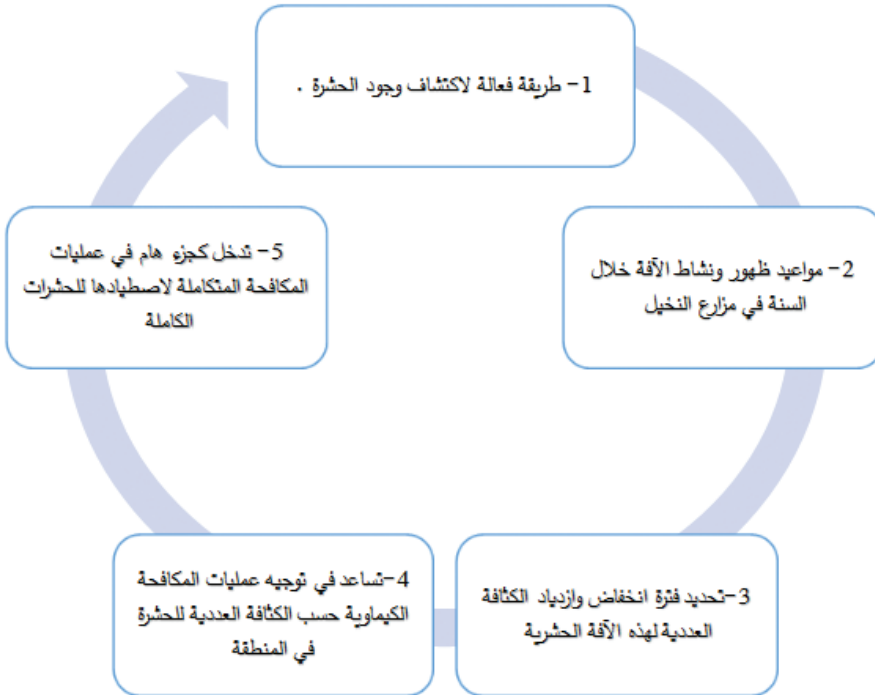 1- طريقة فعالة لاكتشاف وجود الحشرة .
2- مواعيد ظهور ونشاط الآفة خلال
السنة في مزارع النخيل
3-تحديد فترة انخفاض وازدياد الكثافة
العددية لهذه الآفة الحشرية
4-تساعد في توجيه عمليات المكافحة
الكيماوية حسب الكثافة العددية للحشرة
في المنطقة
5- تدخل كجزء هام في عمليات
المكافحة المتكاملة لاصطيادها للحشرات
الكاملة